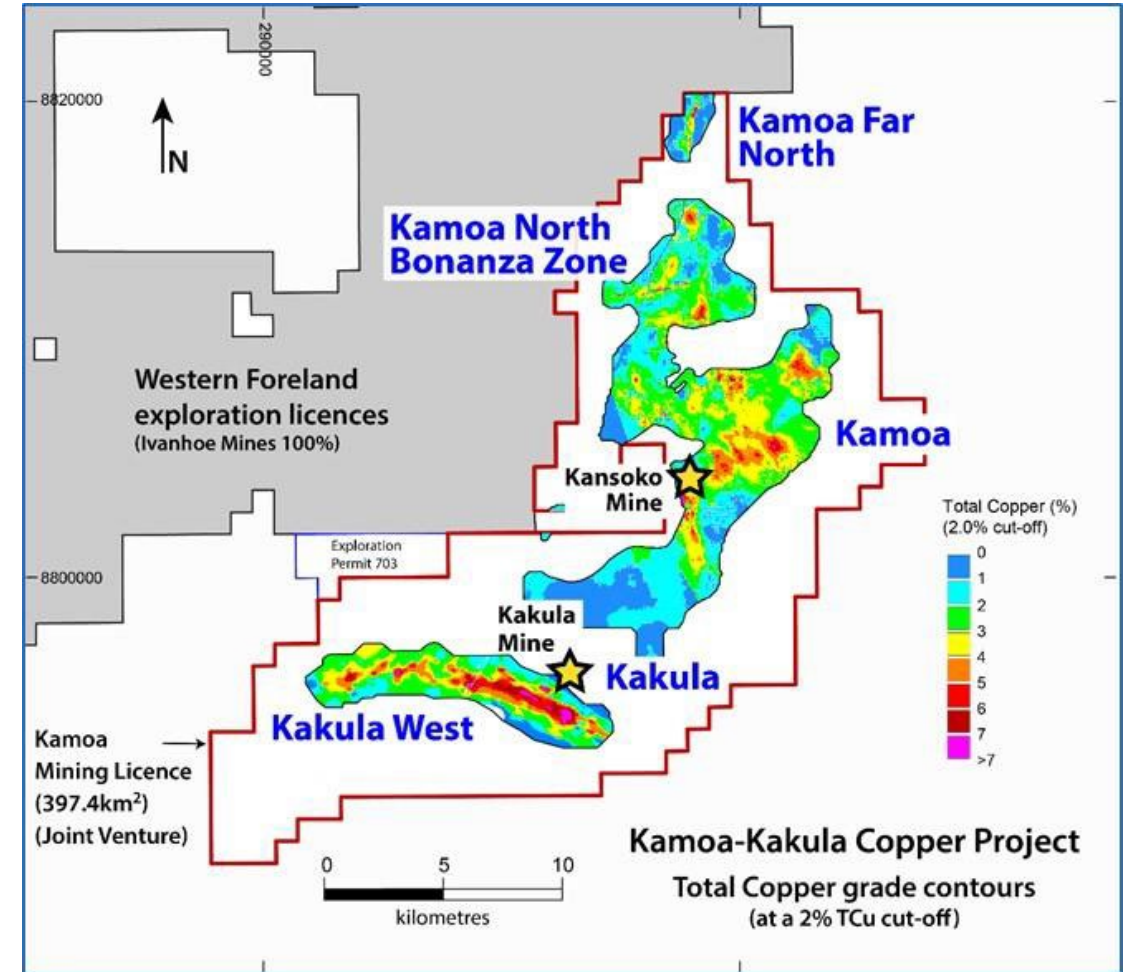 290000
8820000
N
Kamoa Far
North
Kamoa North
Bonanza Zone
Western Foreland
exploration licences
(Ivanhoe Mines 100%)
Kamoa
Kansoko
Mine
Total Copper (%)
(2.0% cut-off)
0
1
2
3
4
5
6
7
>7
Exploration
Permit 703
8800000
Kakula
Mine
Kakula
Kakula West
Kamoa
Mining Licence
(397.4km²)
(Joint Venture)
Kamoa-Kakula Copper Project
Total Copper grade contours
(at a 2% TCu cut-off)
0 5 10
kilometres